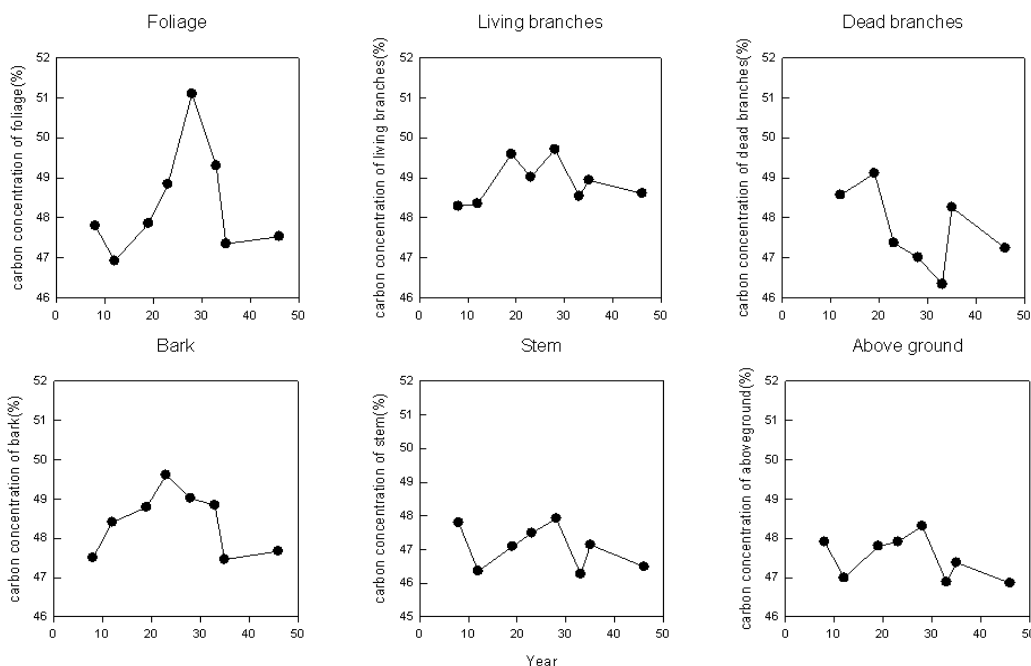 Foliage
Living branches
Dead branches
carbon concentration of foliage(%)
52
51
50
49
48
47
46
0 10 20 30 40 50
carbon concentration of living branches(%)
52
51
50
49
48
47
46
0 10 20 30 40 50
carbon concentration of dead branches(%)
52
51
50
49
48
47
46
0 10 20 30 40 50
Bark
Stem
Above ground
carbon concentration of bark(%)
52
51
50
49
48
47
46
0 10 20 30 40 50
carbon concentration of stem(%)
52
51
50
49
48
47
46
45
0 10 20 30 40 50
carbon concentration of aboveground(%)
52
51
50
49
48
47
46
0 10 20 30 40 50
Year